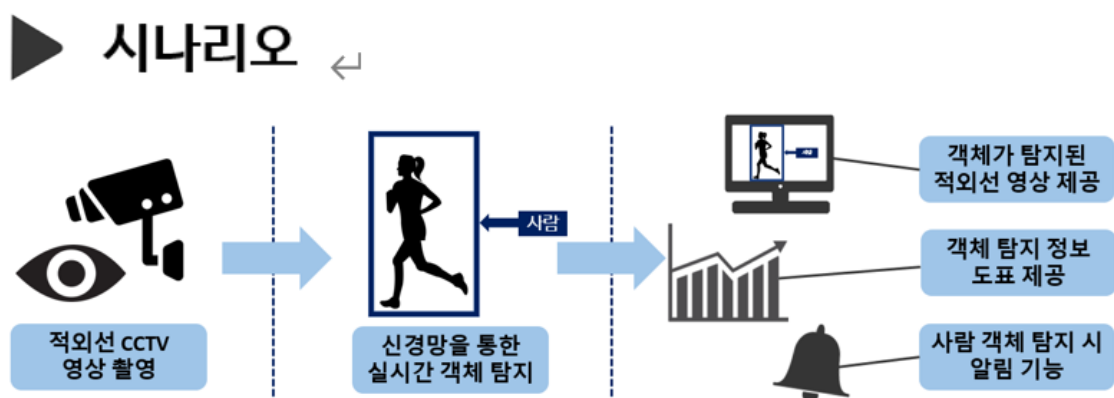 시나리오
적외선 CCTV
영상 촬영
사람
신경망을 통한
실시간 객체 탐지
사람
객체가 탐지된
적외선 영상 제공
객체 탐지 정보
도표 제공
사람 객체 탐지 시
알림 기능